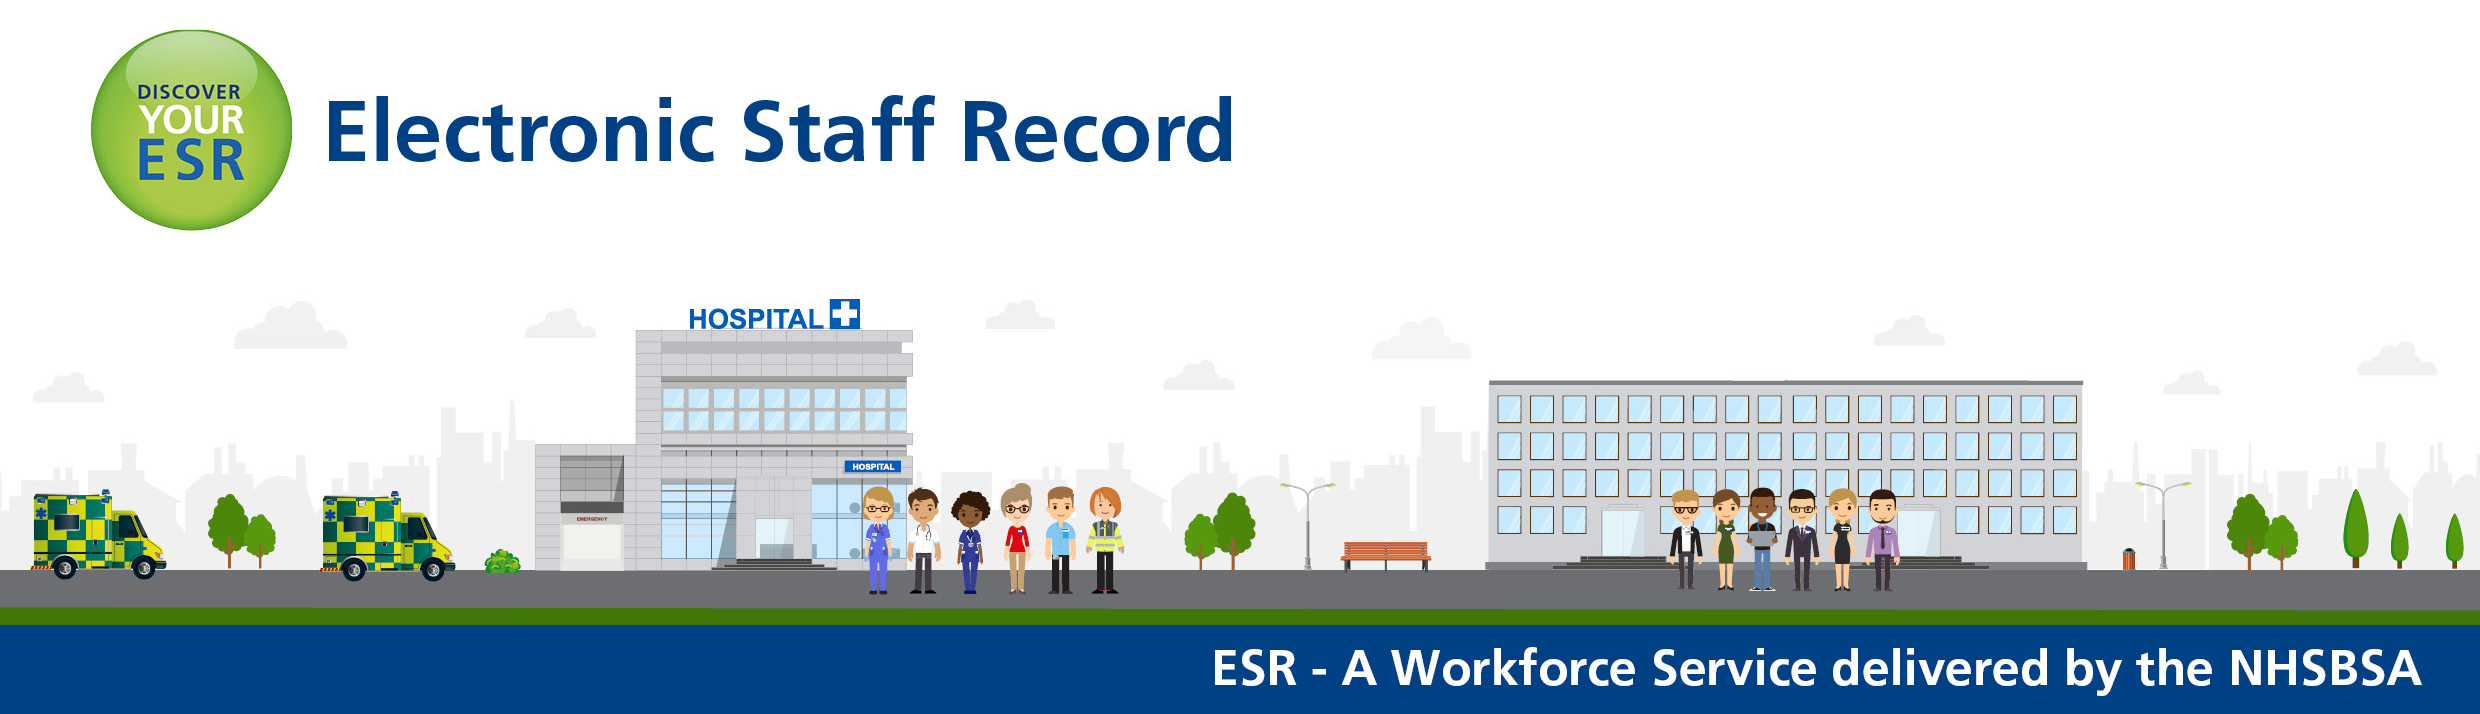 DISCOVER
YOUR
ESR
Electronic Staff Record
HOSPITAL
HOSPITAL
EMERGENCY
ESR - A Workforce Service delivered by the NHSBSA